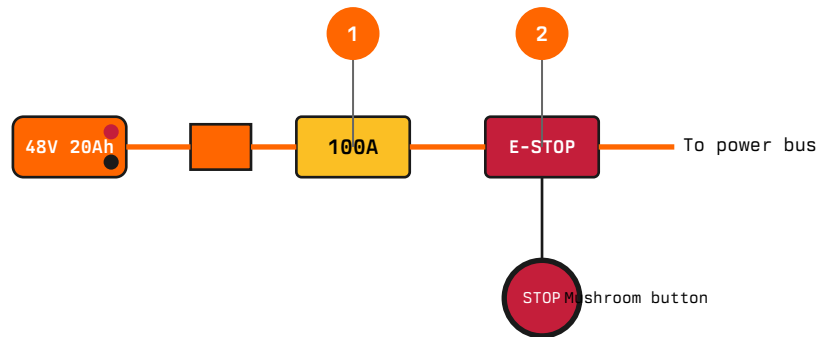 1
2
48V 20Ah
100A
E-STOP
To power bus
STOP
Mushroom button